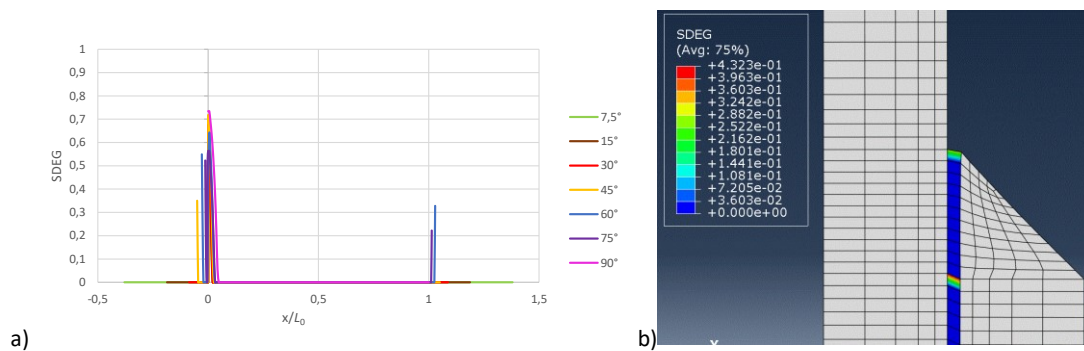 1
0,9
0,8
0,7
0,6
0,5
0,4
0,3
0,2
0,1
0
SDEG
-0,5
0
0,5
1
1,5
x/L0
7,5°
15°
30°
45°
60°
75°
90°
a)
SDEG
(Avg: 75%)
+4.323e-01
+3.963e-01
+3.603e-01
+3.242e-01
+2.882e-01
+2.522e-01
+2.162e-01
+1.801e-01
+1.441e-01
+1.081e-01
+7.205e-02
+3.603e-02
+0.000e+00
X
b)